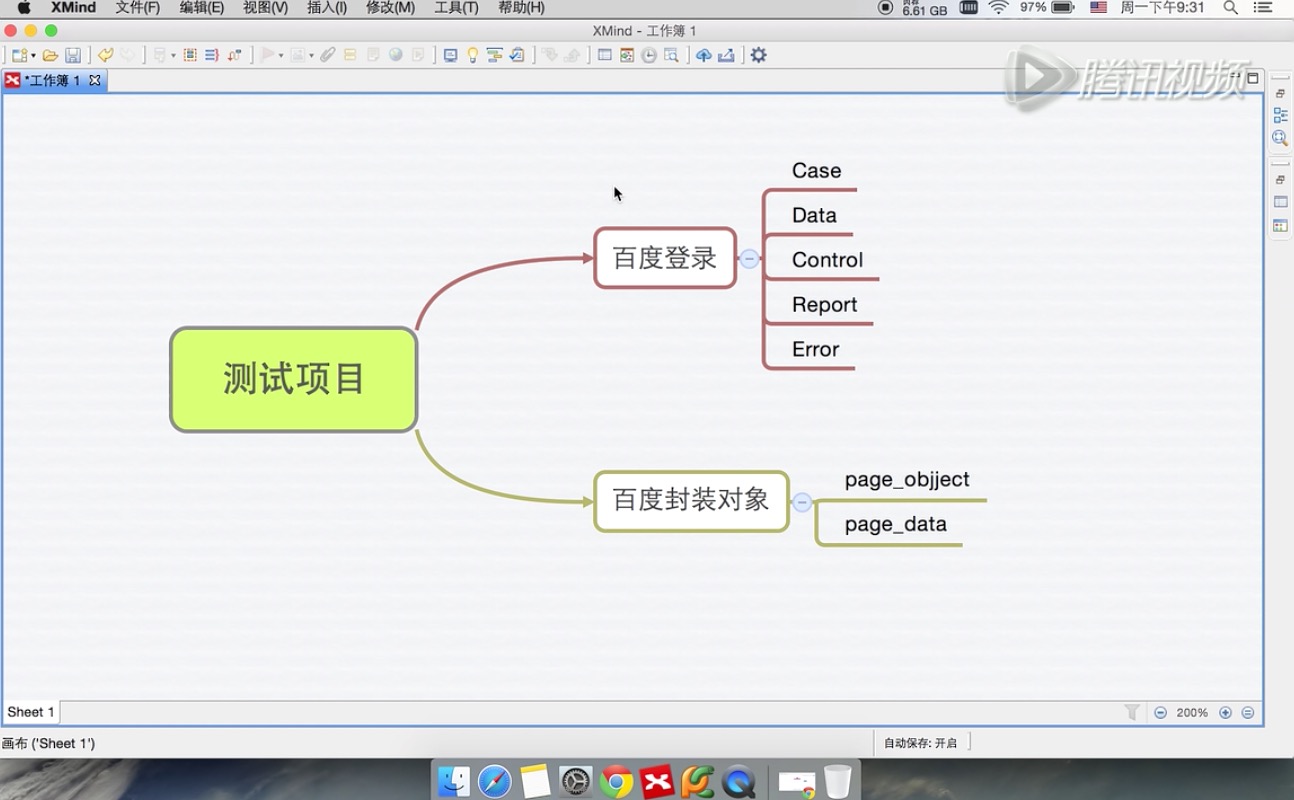 XMind 文件(F) 编辑(E) 视图(V) 插入(I) 修改(M) 工具(T) 帮助(H) 6.61 GB 97% 周一下午9:31
XMind - 工作簿 1
*工作簿 1
腾讯视频
Case
Data
百度登录
Control
Report
Error
测试项目
page_objject
百度封装对象
page_data
Sheet 1
200%
画布 ('Sheet 1')
自动保存: 开启